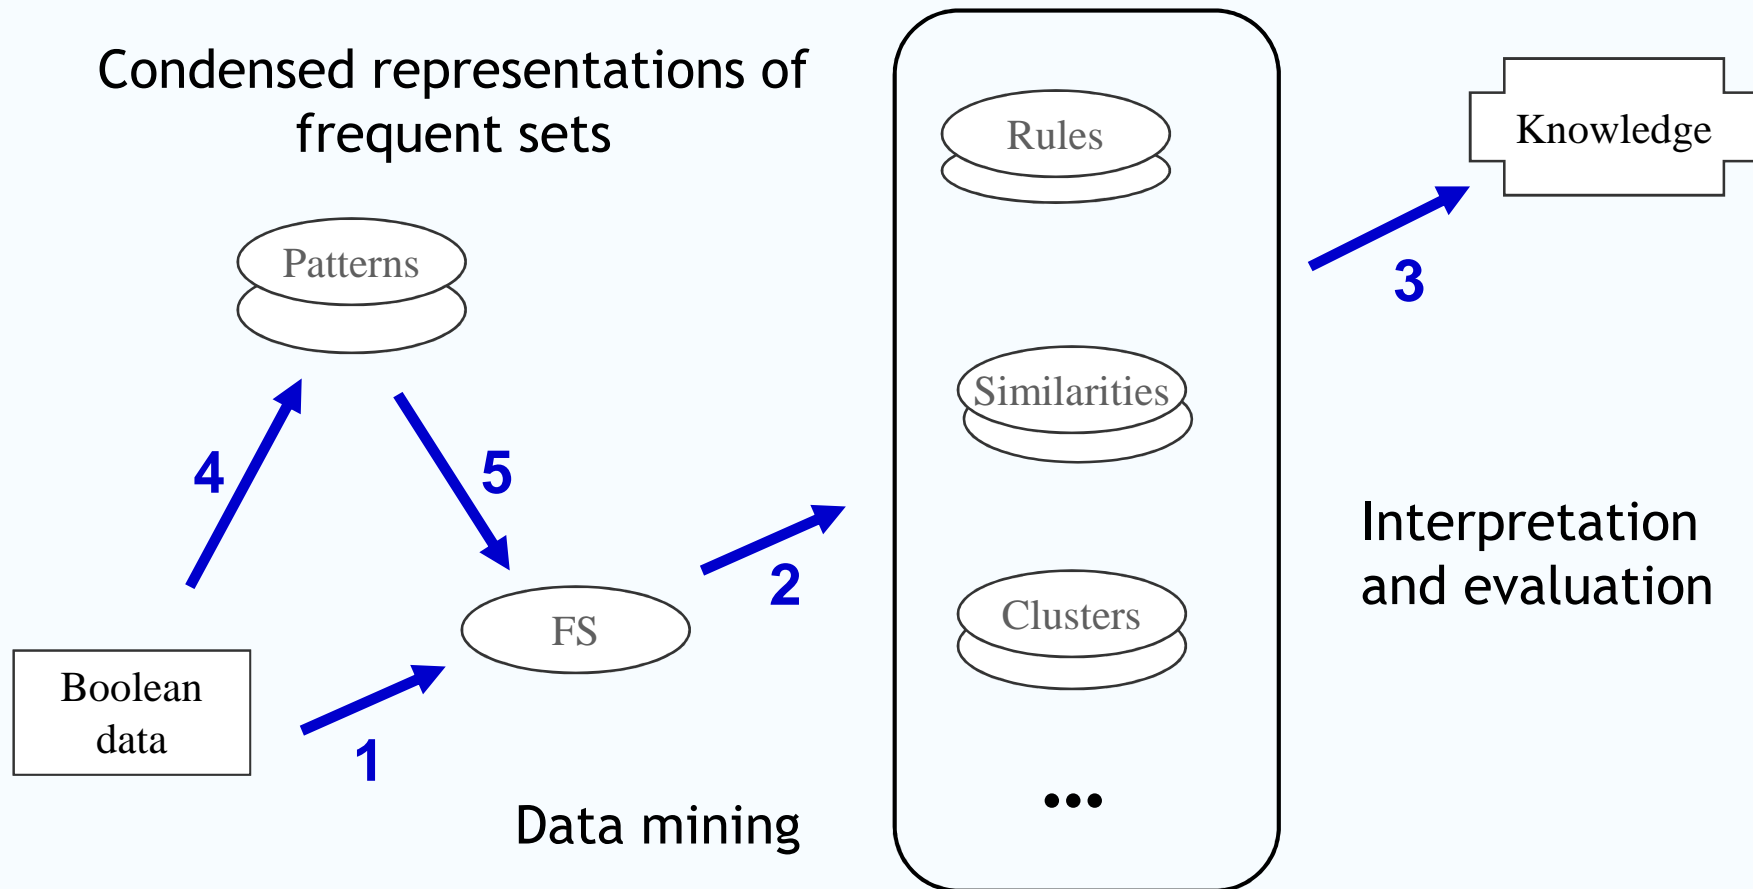 Condensed representations of
frequent sets
Rules
Knowledge
Patterns
3
Similarities
4
5
Interpretation
and evaluation
2
Clusters
FS
Boolean
data
1
•••
Data mining